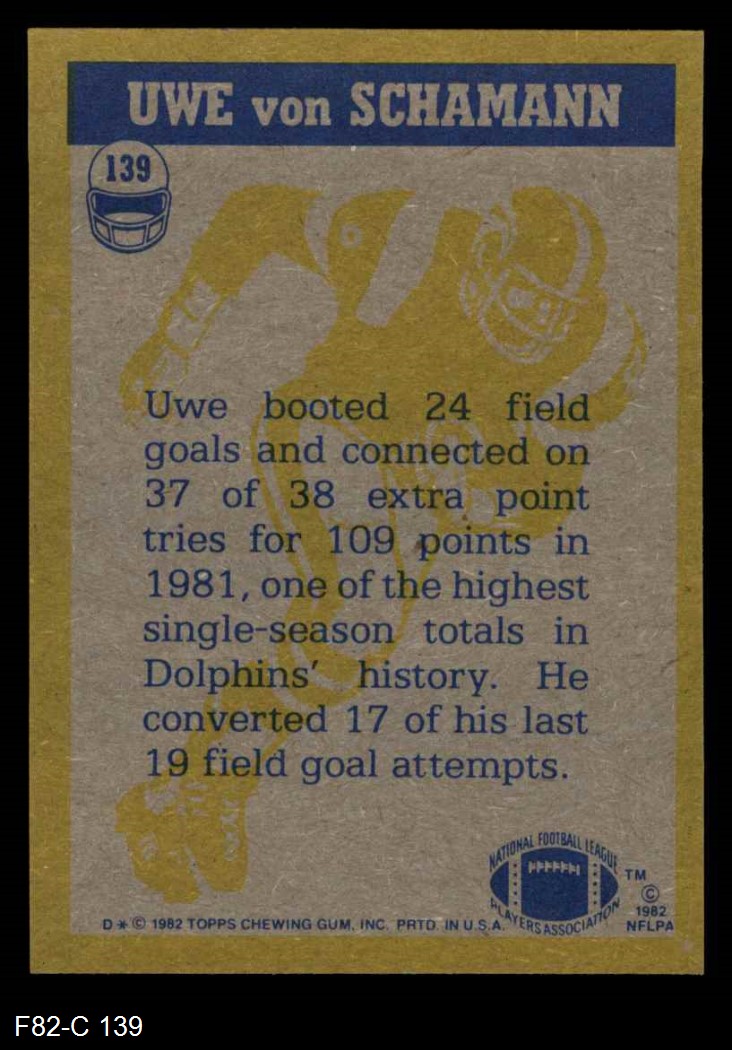 UWE von SCHAMANN
139
Uwe booted 24 field
goals and connected on
37 of 38 extra point
tries for 109 points in
1981, one of the highest
single-season totals in
Dolphins' history. He
converted 17 of his last
19 field goal attempts.
NATIONAL FOOTBALL LEAGUE
PLAYERS ASSOCIATION
TM
©
1982
NFLPA
D * © 1982 TOPPS CHEWING GUM, INC. PRTD. IN U.S.A.
F82-C 139